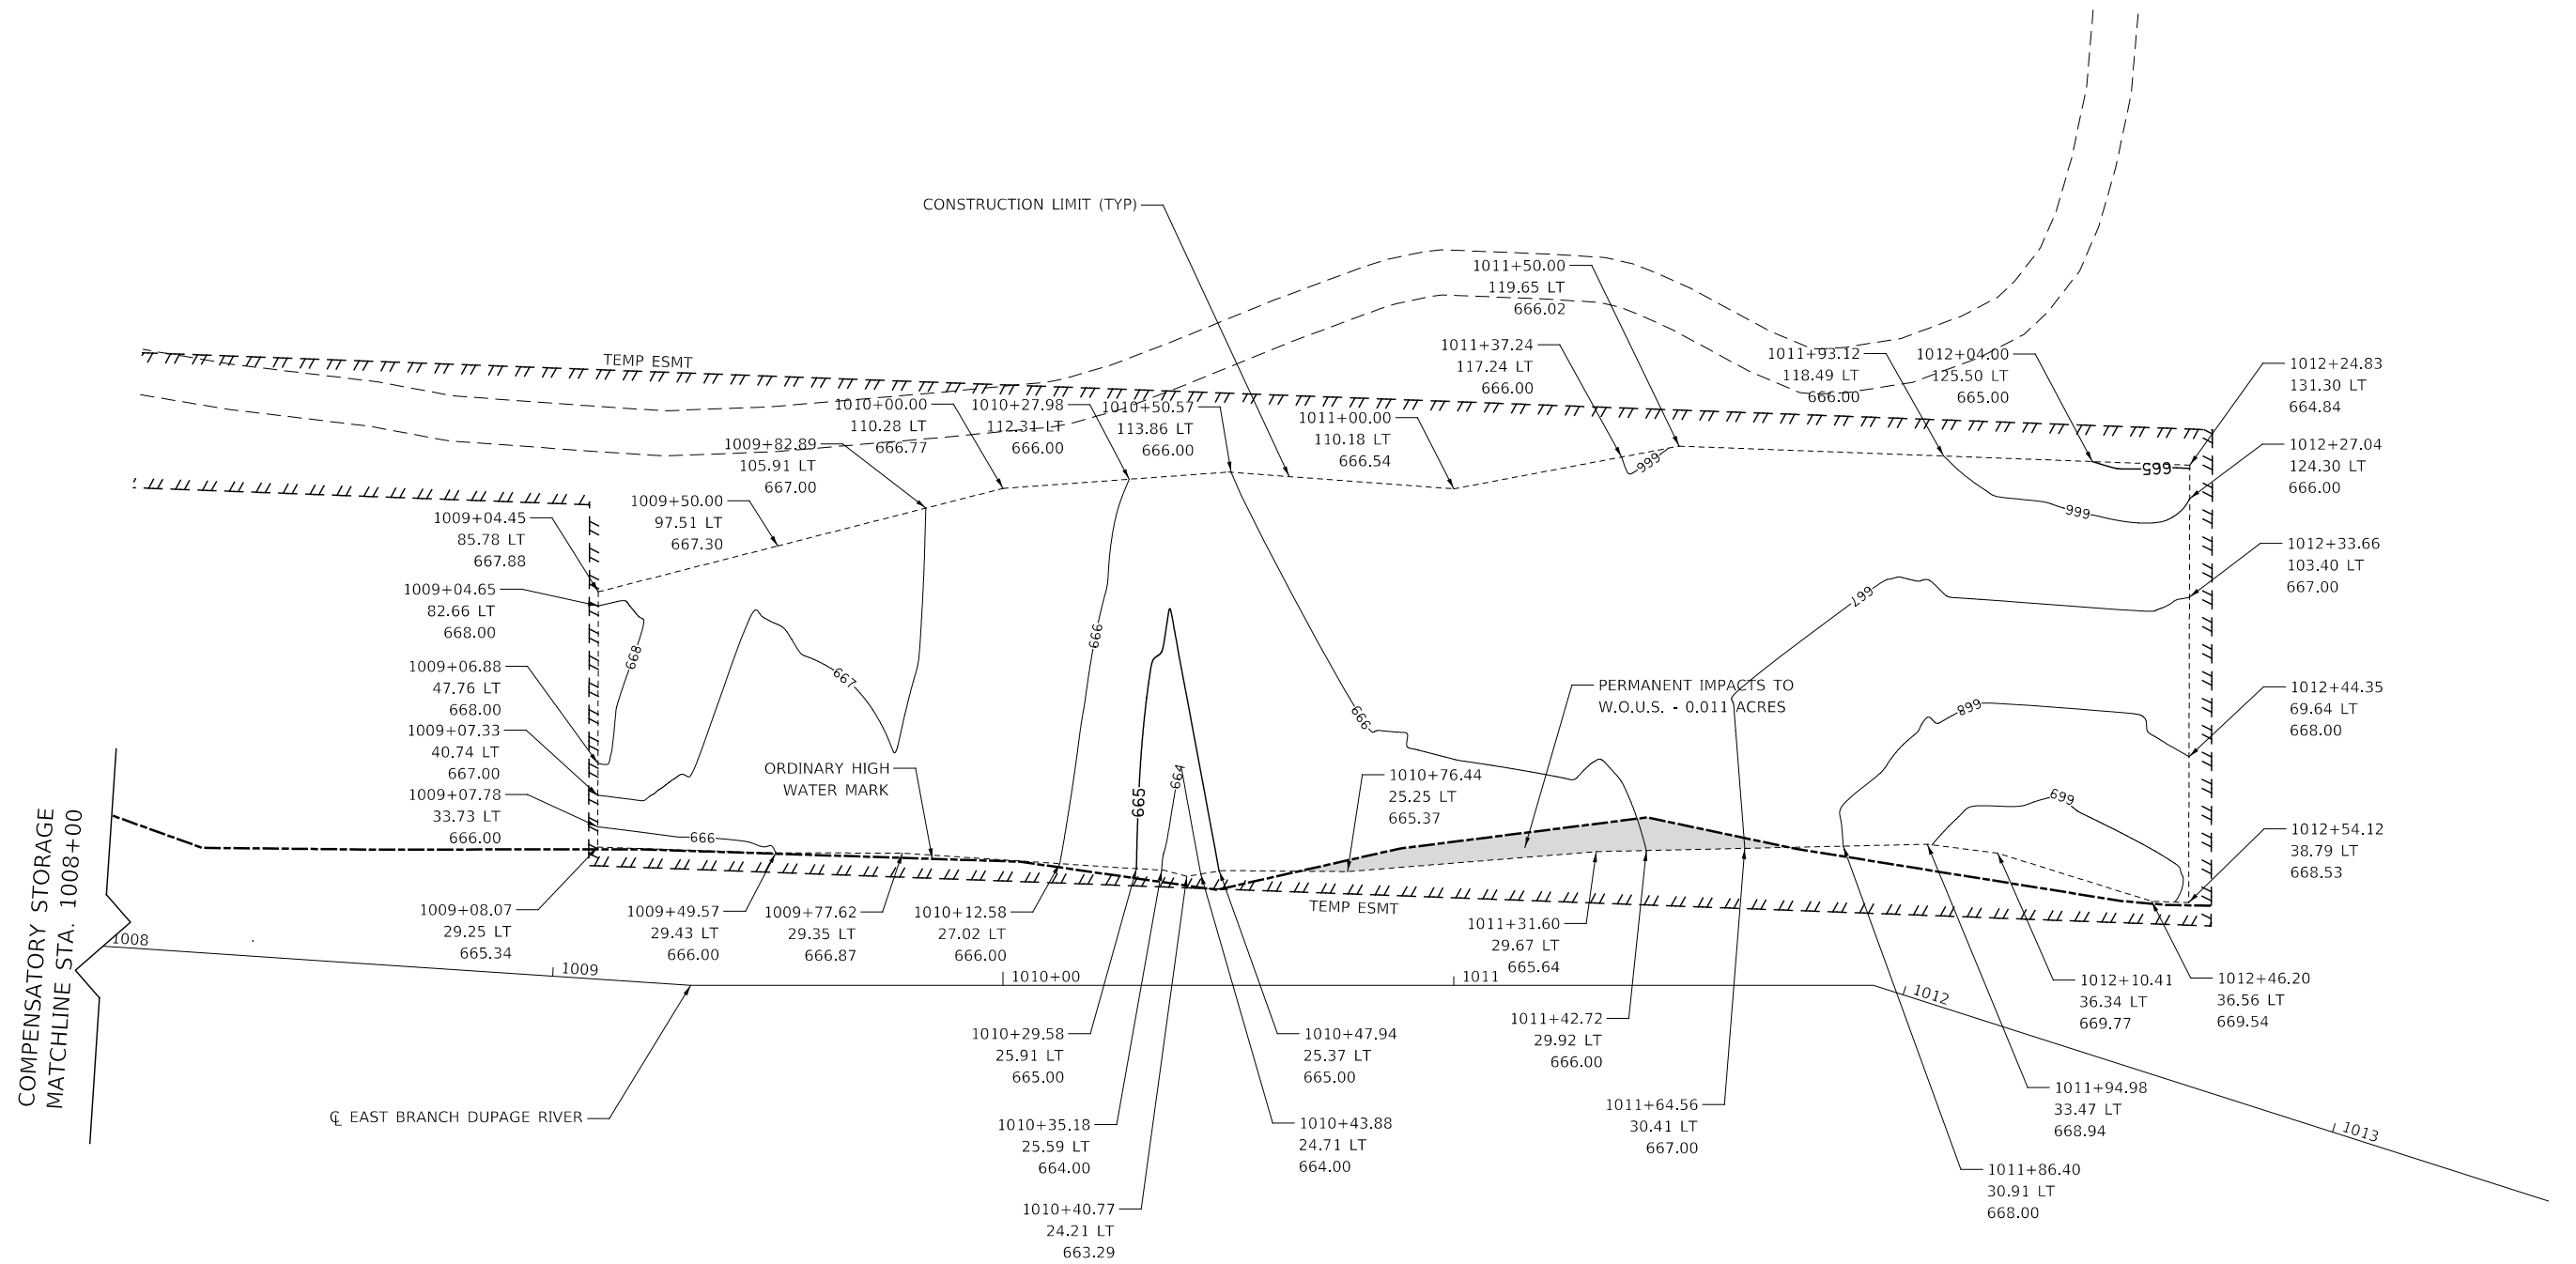 CONSTRUCTION LIMIT (TYP)
1011+50.00
119.65 LT
666.02
1011+37.24
117.24 LT
666.00
1011+93.12
118.49 LT
666.00
1012+04.00
125.50 LT
665.00
1012+24.83
131.30 LT
664.84
TEMP ESMT
1010+00.00
110.28 LT
666.77
1010+27.98
112.31 LT
666.00
1010+50.57
113.86 LT
666.00
1011+00.00
110.18 LT
666.54
1009+82.89
105.91 LT
667.00
1012+27.04
124.30 LT
666.00
666
665
1009+50.00
97.51 LT
667.30
1009+04.45
85.78 LT
667.88
666
1012+33.66
103.40 LT
667.00
1009+04.65
82.66 LT
668.00
667
668
666
667
1009+06.88
47.76 LT
668.00
PERMANENT IMPACTS TO
W.O.U.S. - 0.011 ACRES
1012+44.35
69.64 LT
668.00
668
666
1009+07.33
40.74 LT
667.00
ORDINARY HIGH
WATER MARK
664
665
1010+76.44
25.25 LT
665.37
669
1009+07.78
33.73 LT
666.00
666
1012+54.12
38.79 LT
668.53
COMPENSATORY STORAGE
MATCHLINE STA. 1008+00
1009+08.07
29.25 LT
665.34
1009+49.57
29.43 LT
666.00
1009+77.62
29.35 LT
666.87
1010+12.58
27.02 LT
666.00
TEMP ESMT
1011+31.60
29.67 LT
665.64
1008
1009
1010+00
1011
1012
1012+10.41
36.34 LT
669.77
1012+46.20
36.56 LT
669.54
1010+29.58
25.91 LT
665.00
1010+47.94
25.37 LT
665.00
1011+42.72
29.92 LT
666.00
1011+94.98
33.47 LT
668.94
℄ EAST BRANCH DUPAGE RIVER
1010+35.18
25.59 LT
664.00
1010+43.88
24.71 LT
664.00
1011+64.56
30.41 LT
667.00
1013
1011+86.40
30.91 LT
668.00
1010+40.77
24.21 LT
663.29